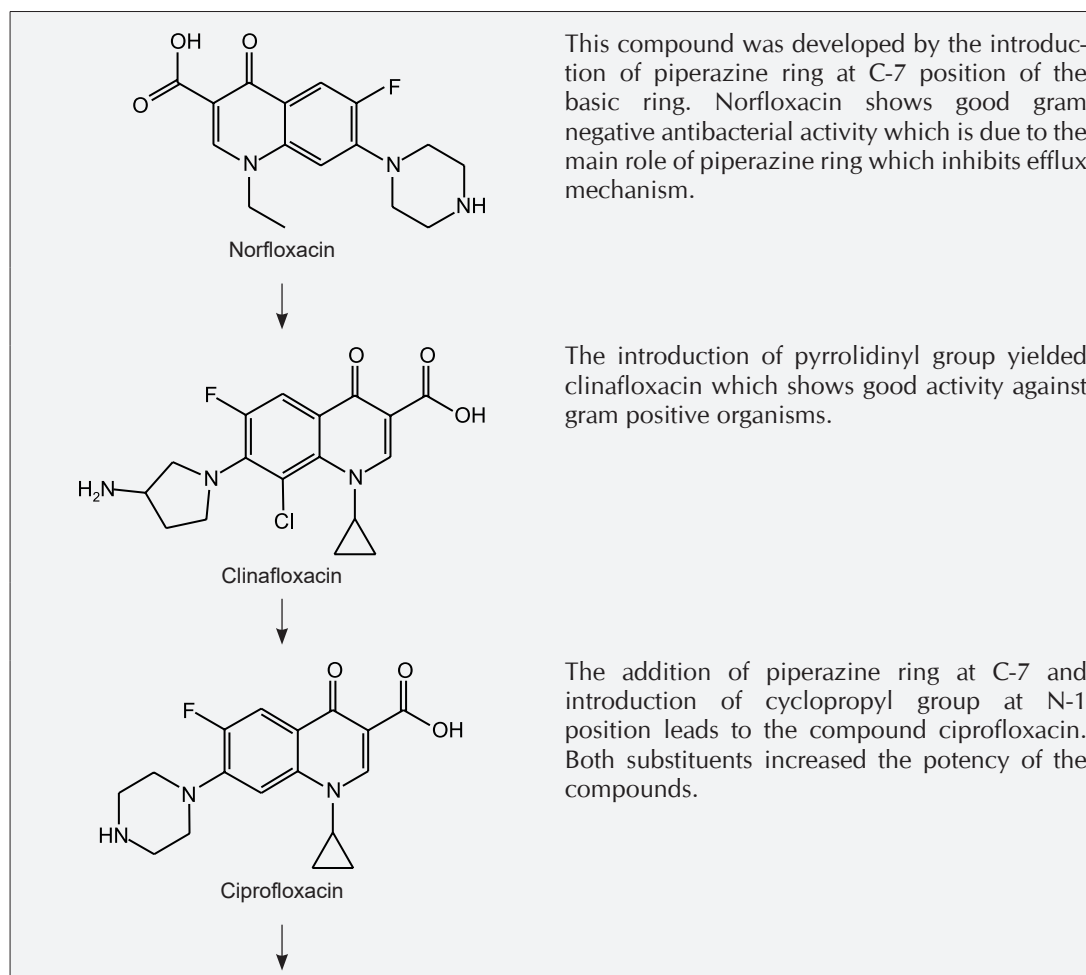 OH
O
O
F
N
N
NH
Norfloxacin
This compound was developed by the introduc-
tion of piperazine ring at C-7 position of the
basic ring. Norfloxacin shows good gram
negative antibacterial activity which is due to the
main role of piperazine ring which inhibits efflux
mechanism.
O
O
F
OH
N
N
H₂N
Cl
Clinafloxacin
The introduction of pyrrolidinyl group yielded
clinafloxacin which shows good activity against
gram positive organisms.
O
O
F
OH
N
N
HN
Ciprofloxacin
The addition of piperazine ring at C-7 and
introduction of cyclopropyl group at N-1
position leads to the compound ciprofloxacin.
Both substituents increased the potency of the
compounds.